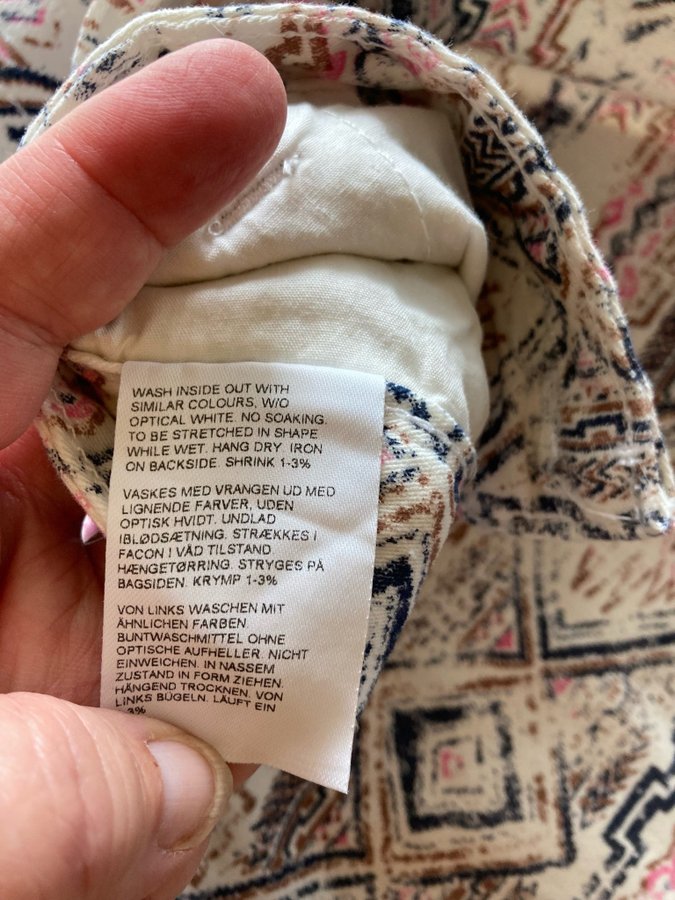 WASH INSIDE OUT WITH
SIMILAR COLOURS, W/O
OPTICAL WHITE. NO SOAKING.
TO BE STRETCHED IN SHAPE
WHILE WET. HANG DRY. IRON
ON BACKSIDE. SHRINK 1-3%
VASKES MED VRANGEN UD MED
LIGNENDE FARVER, UDEN
OPTISK HVIDT. UNDLAD
IBLØDSÆTNING. STRÆKKES I
FACON I VÅD TILSTAND
HÆNGETØRRING. STRYGES PÅ
BAGSIDEN. KRYMP 1-3%
VON LINKS WASCHEN MIT
ÄHNLICHEN FARBEN.
BUNTWASCHMITTEL OHNE
OPTISCHE AUFHELLER. NICHT
EINWEICHEN. IN NASSEM
ZUSTAND IN FORM ZIEHEN.
HÄNGEND TROCKNEN. VON
LINKS BÜGELN. LÄUFT EIN
3%